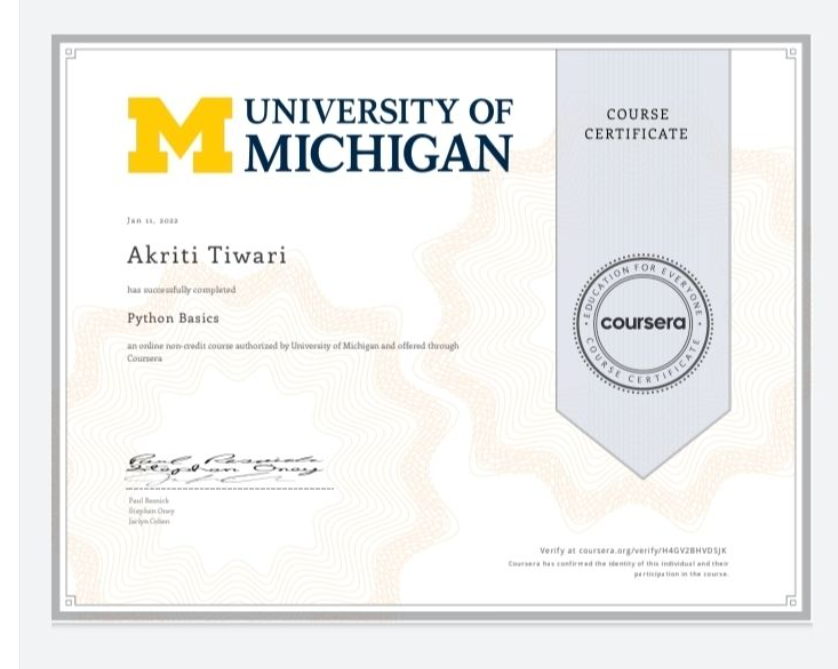 UNIVERSITY OF
MICHIGAN
COURSE
CERTIFICATE
Jan 11, 2022
Akriti Tiwari
has successfully completed
Python Basics
an online non-credit course authorized by University of Michigan and offered through
Coursera
EDUCATION FOR EVERYONE
coursera
COURSE CERTIFICATE
Paul Resnick
Stephen Oney
Jaclyn Cohen
Verify at coursera.org/verify/H4GV2BHVDSJK
Coursera has confirmed the identity of this individual and their
participation in the course.